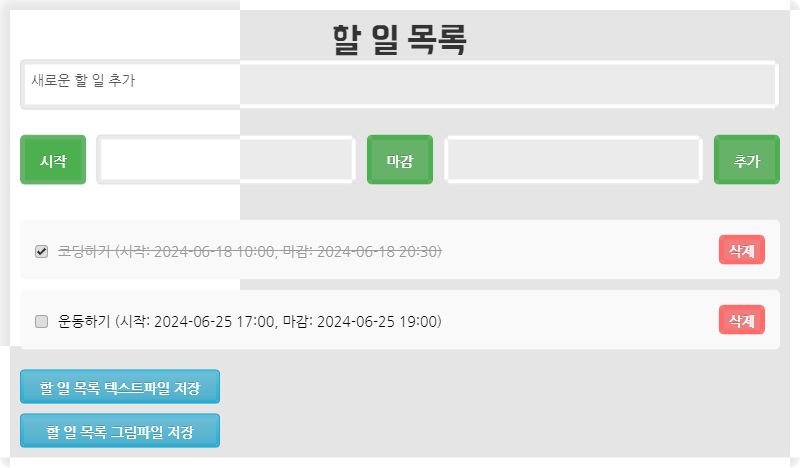 할 일 목록
새로운 할 일 추가
시작
마감
추가
코딩하기 (시작: 2024-06-18 10:00, 마감: 2024-06-18 20:30)
삭제
운동하기 (시작: 2024-06-25 17:00, 마감: 2024-06-25 19:00)
삭제
할 일 목록 텍스트파일 저장
할 일 목록 그림파일 저장